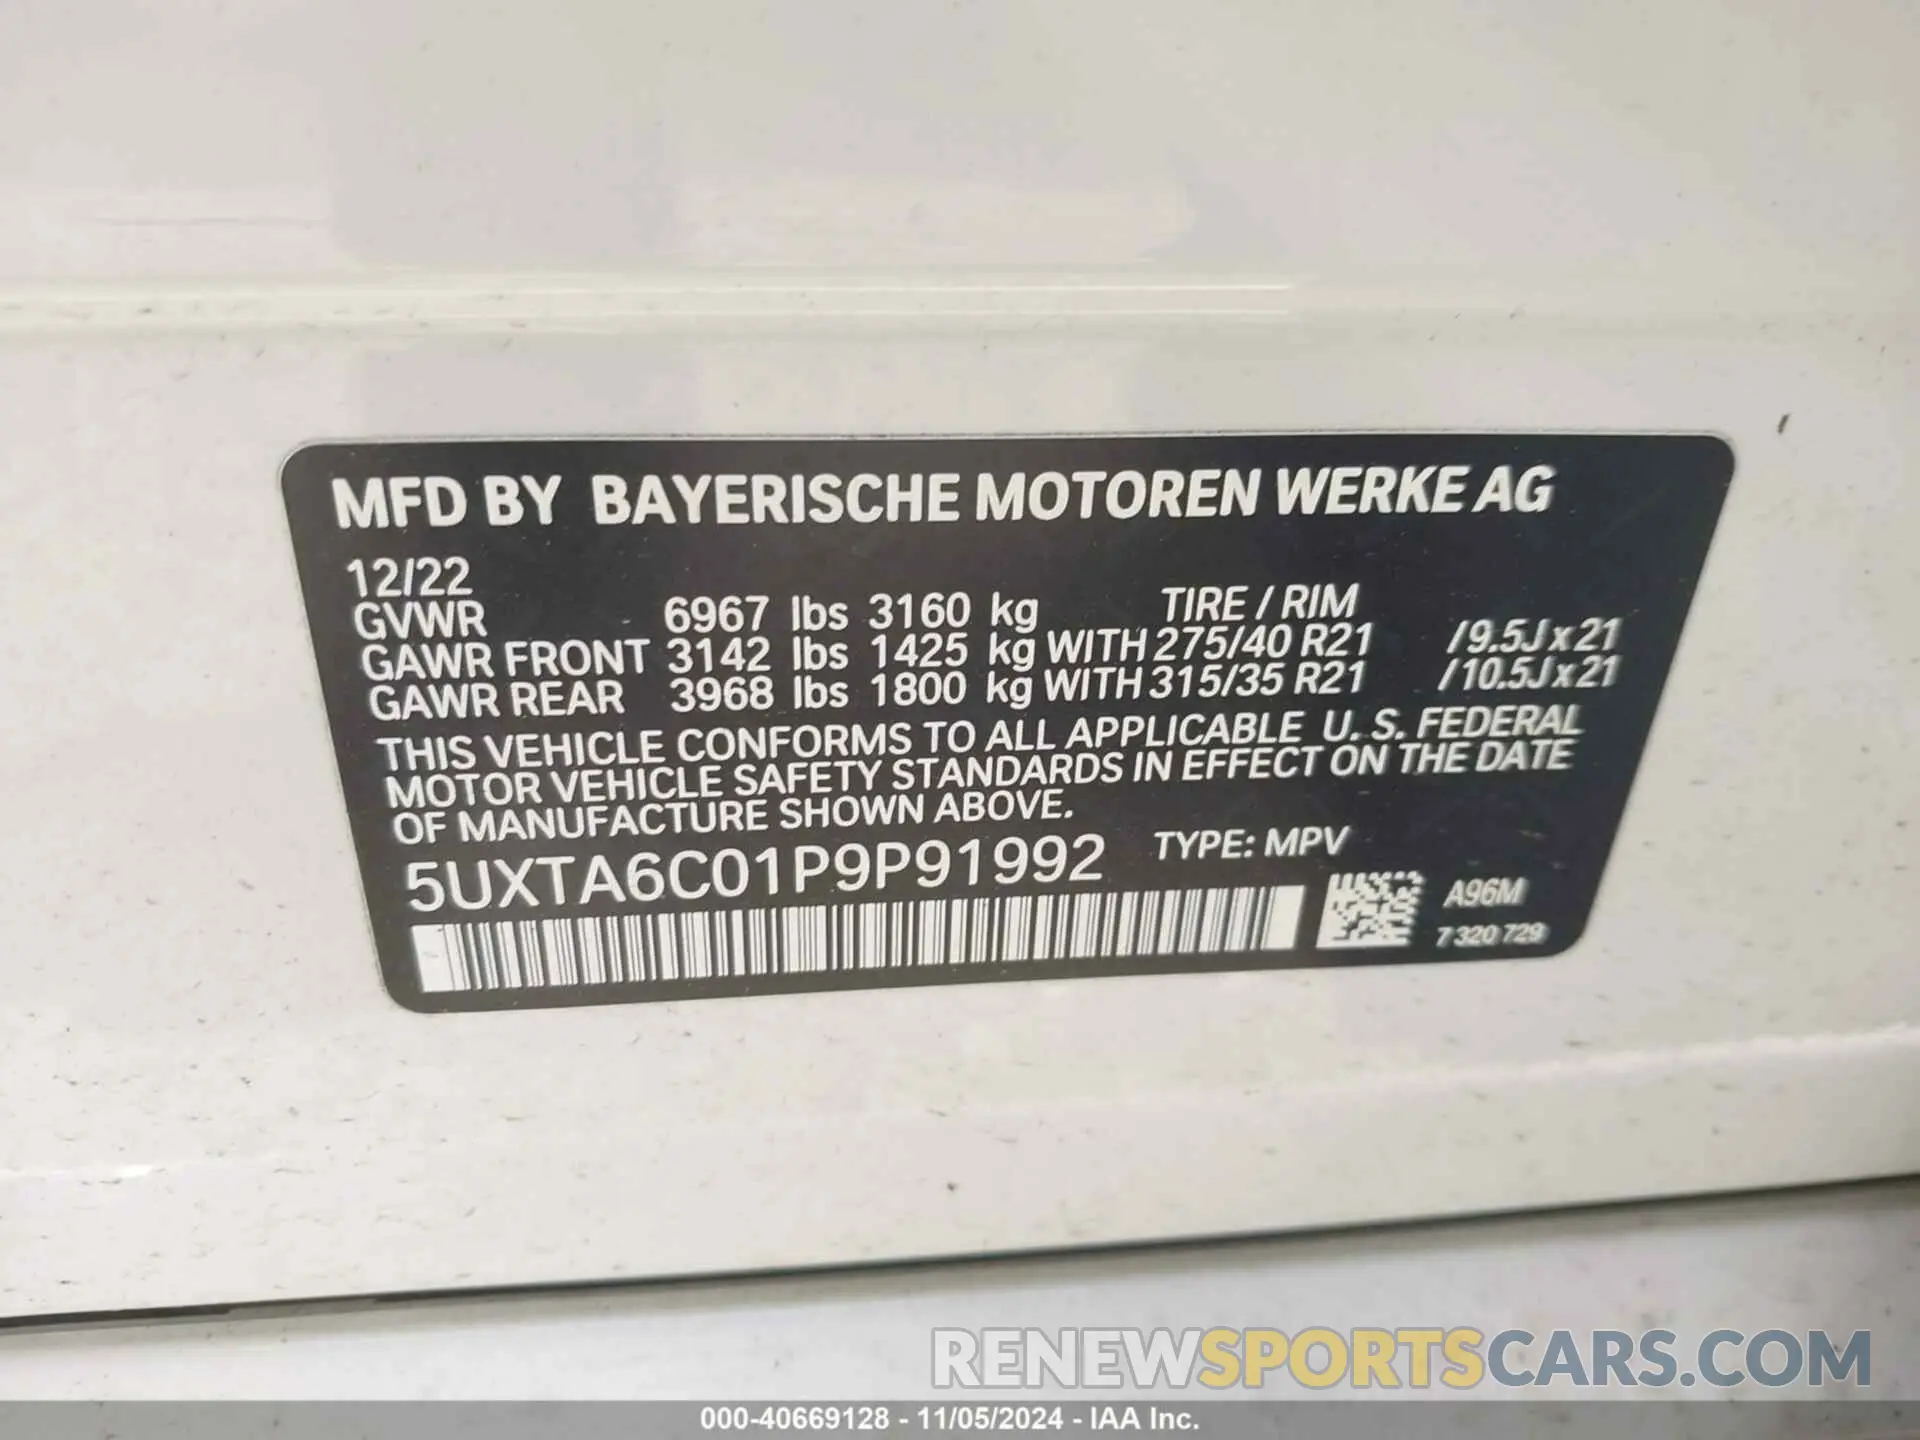 MFD BY BAYERISCHE MOTOREN WERKE AG
12/22
GVWR 6967 lbs 3160 kg TIRE / RIM
GAWR FRONT 3142 lbs 1425 kg WITH 275/40 R21 /9.5Jx21
GAWR REAR 3968 lbs 1800 kg WITH 315/35 R21 /10.5Jx21
THIS VEHICLE CONFORMS TO ALL APPLICABLE U.S. FEDERAL
MOTOR VEHICLE SAFETY STANDARDS IN EFFECT ON THE DATE
OF MANUFACTURE SHOWN ABOVE.
5UXTA6C01P9P91992 TYPE: MPV
A96M
7 320 729
RENEWSPORTSCARS.COM
000-40669128 - 11/05/2024 - IAA Inc.